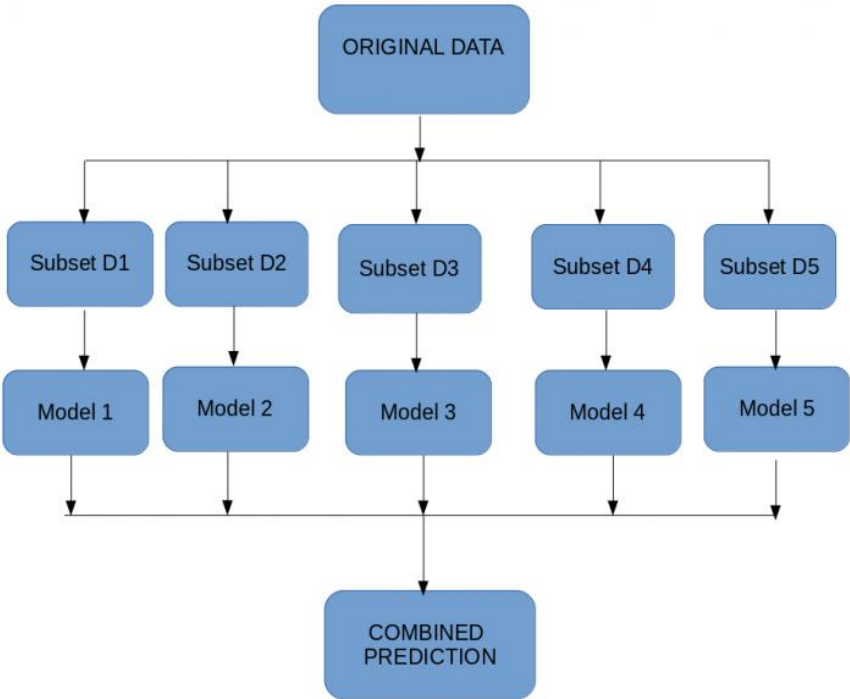 ORIGINAL DATA
Subset D1
Subset D2
Subset D3
Subset D4
Subset D5
Model 1
Model 2
Model 3
Model 4
Model 5
COMBINED
PREDICTION